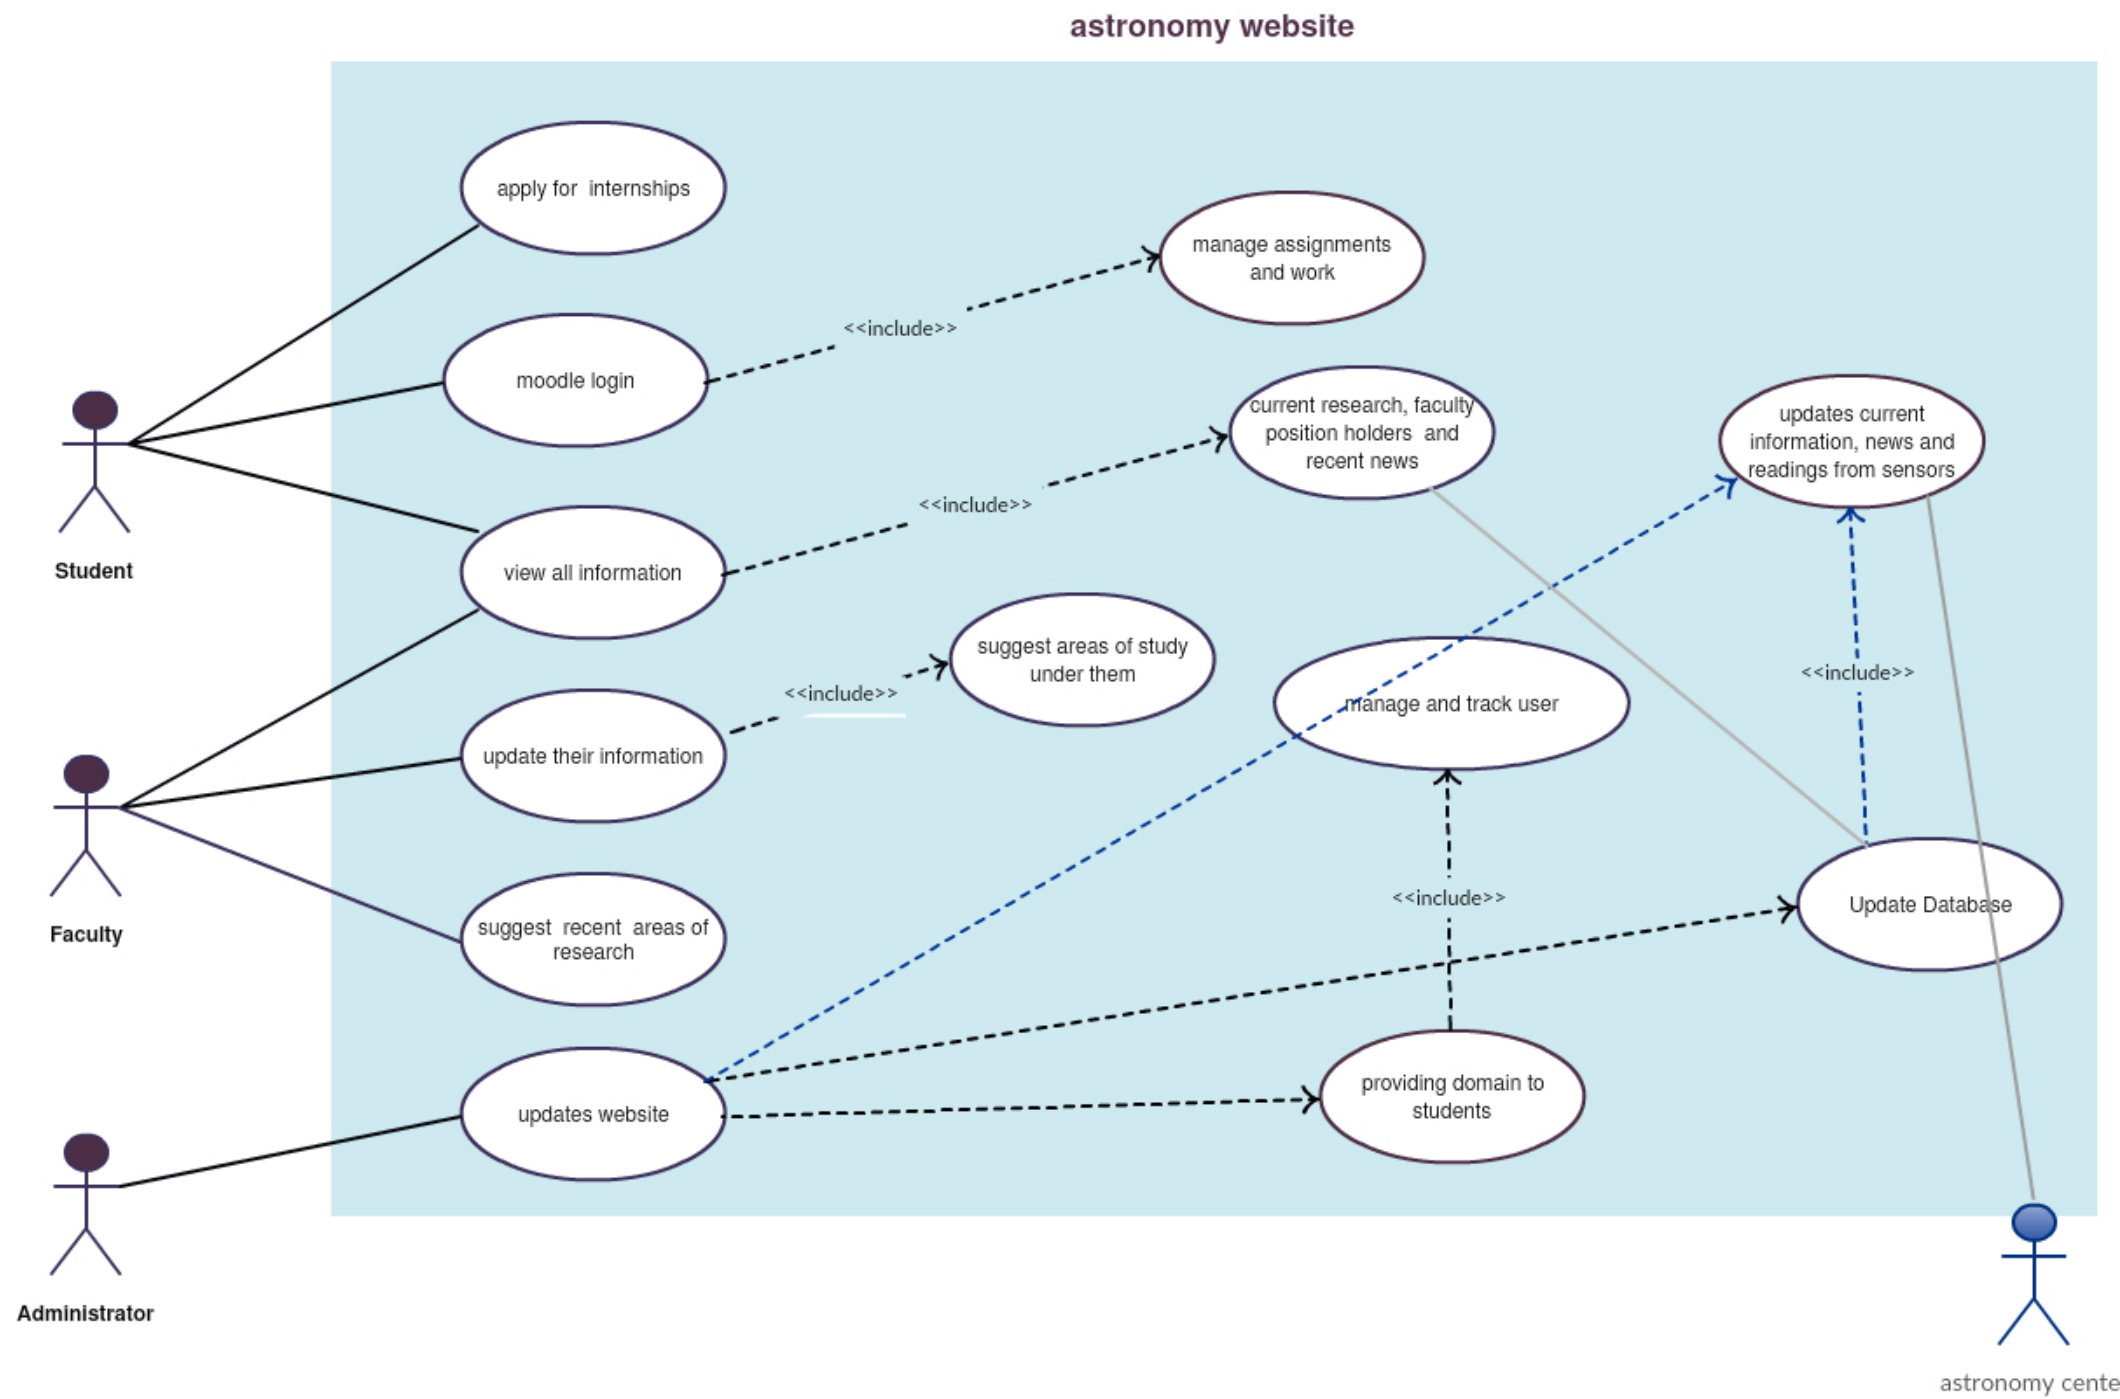 astronomy website
apply for internships
manage assignments
and work
<<include>>
moodle login
current research, faculty
position holders and
recent news
updates current
information, news and
readings from sensors
<<include>>
Student
view all information
suggest areas of study
under them
<<include>>
<<include>>
manage and track user
update their information
<<include>>
Update Database
Faculty
suggest recent areas of
research
providing domain to
students
updates website
Administrator
astronomy cente